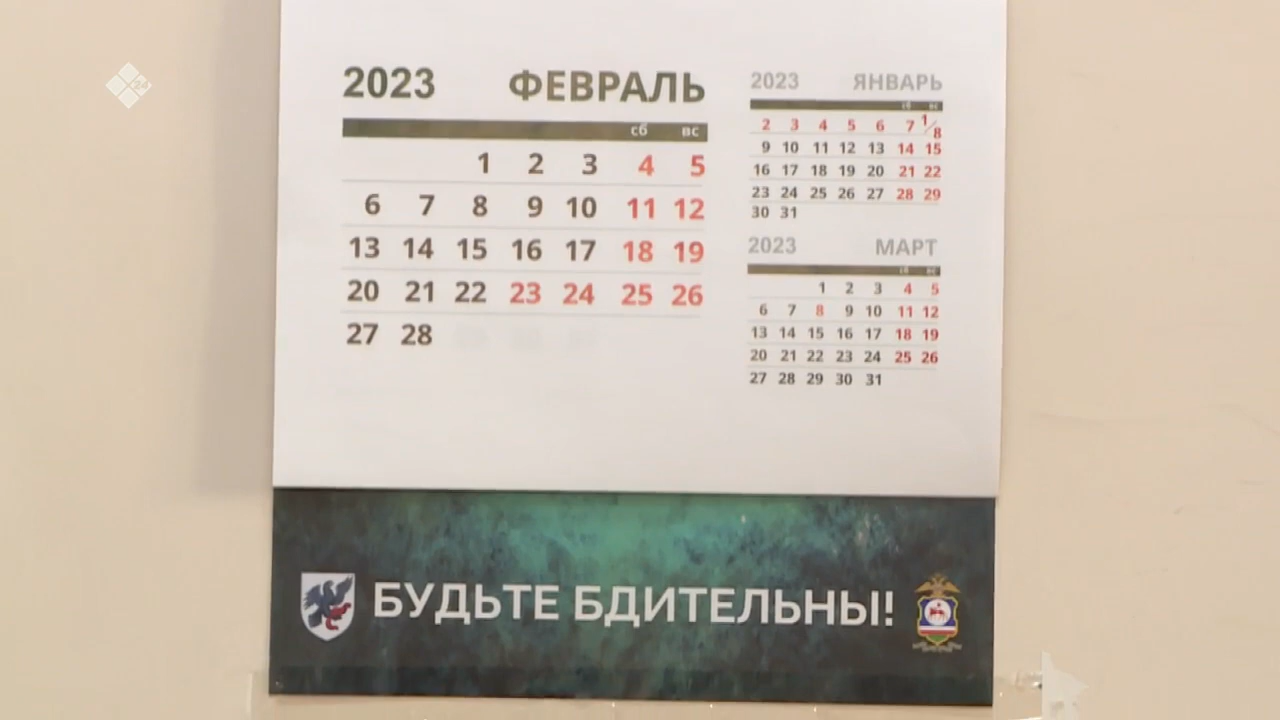 24
2023 ФЕВРАЛЬ
сб вс
1 2 3 4 5
6 7 8 9 10 11 12
13 14 15 16 17 18 19
20 21 22 23 24 25 26
27 28
2023 ЯНВАРЬ
сб вс
2 3 4 5 6 7 1/8
9 10 11 12 13 14 15
16 17 18 19 20 21 22
23 24 25 26 27 28 29
30 31
2023 МАРТ
сб вс
1 2 3 4 5
6 7 8 9 10 11 12
13 14 15 16 17 18 19
20 21 22 23 24 25 26
27 28 29 30 31
БУДЬТЕ БДИТЕЛЬНЫ!